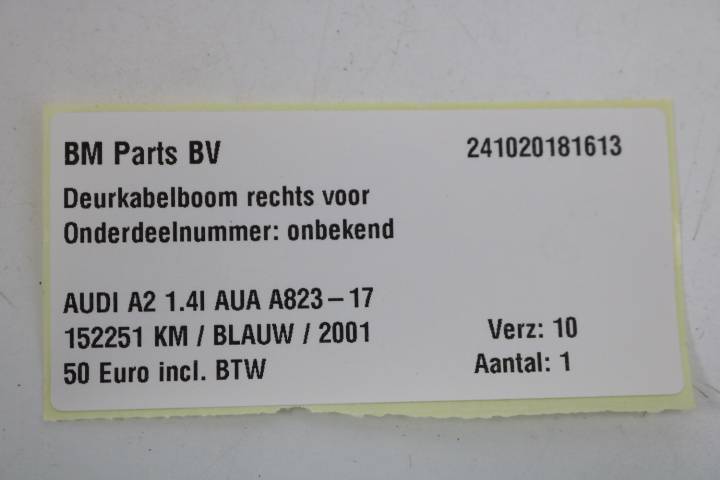 BM Parts BV 241020181613
Deurkabelboom rechts voor
Onderdeelnummer: onbekend
AUDI A2 1.4I AUA A823-17
152251 KM / BLAUW / 2001 Verz: 10
50 Euro incl. BTW Aantal: 1